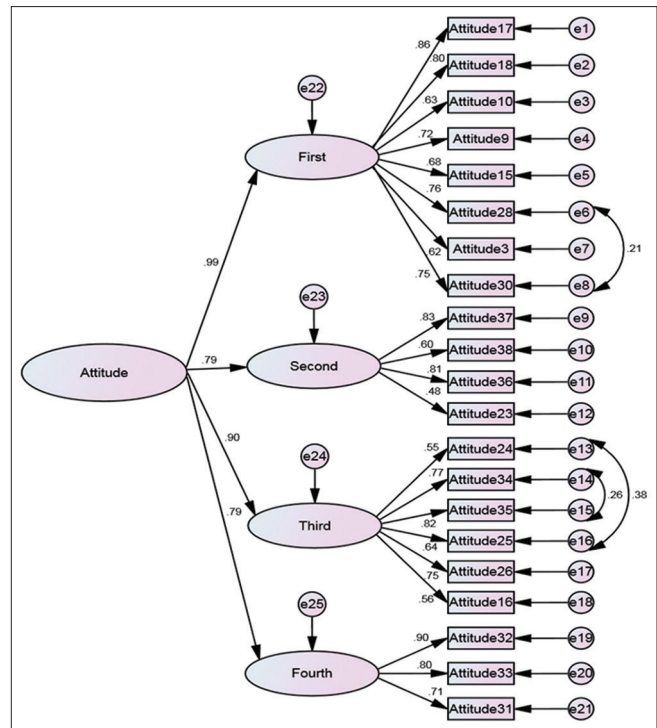 Attitude17
e1
.86
Attitude18
e2
.80
e22
Attitude10
e3
.63
Attitude9
e4
.72
First
Attitude15
e5
.68
Attitude28
e6
.76
Attitude3
e7
.62
.21
Attitude30
e8
.75
.99
e23
Attitude37
e9
.83
Attitude38
e10
.60
Second
Attitude36
e11
.81
Attitude23
e12
.48
Attitude
.79
.90
.79
e24
Attitude24
e13
.55
Attitude34
e14
.77
Attitude35
e15
.26
.38
Third
Attitude25
e16
.82
Attitude26
e17
.64
Attitude16
e18
.75
.56
e25
Attitude32
e19
.90
Attitude33
e20
.80
Fourth
Attitude31
e21
.71